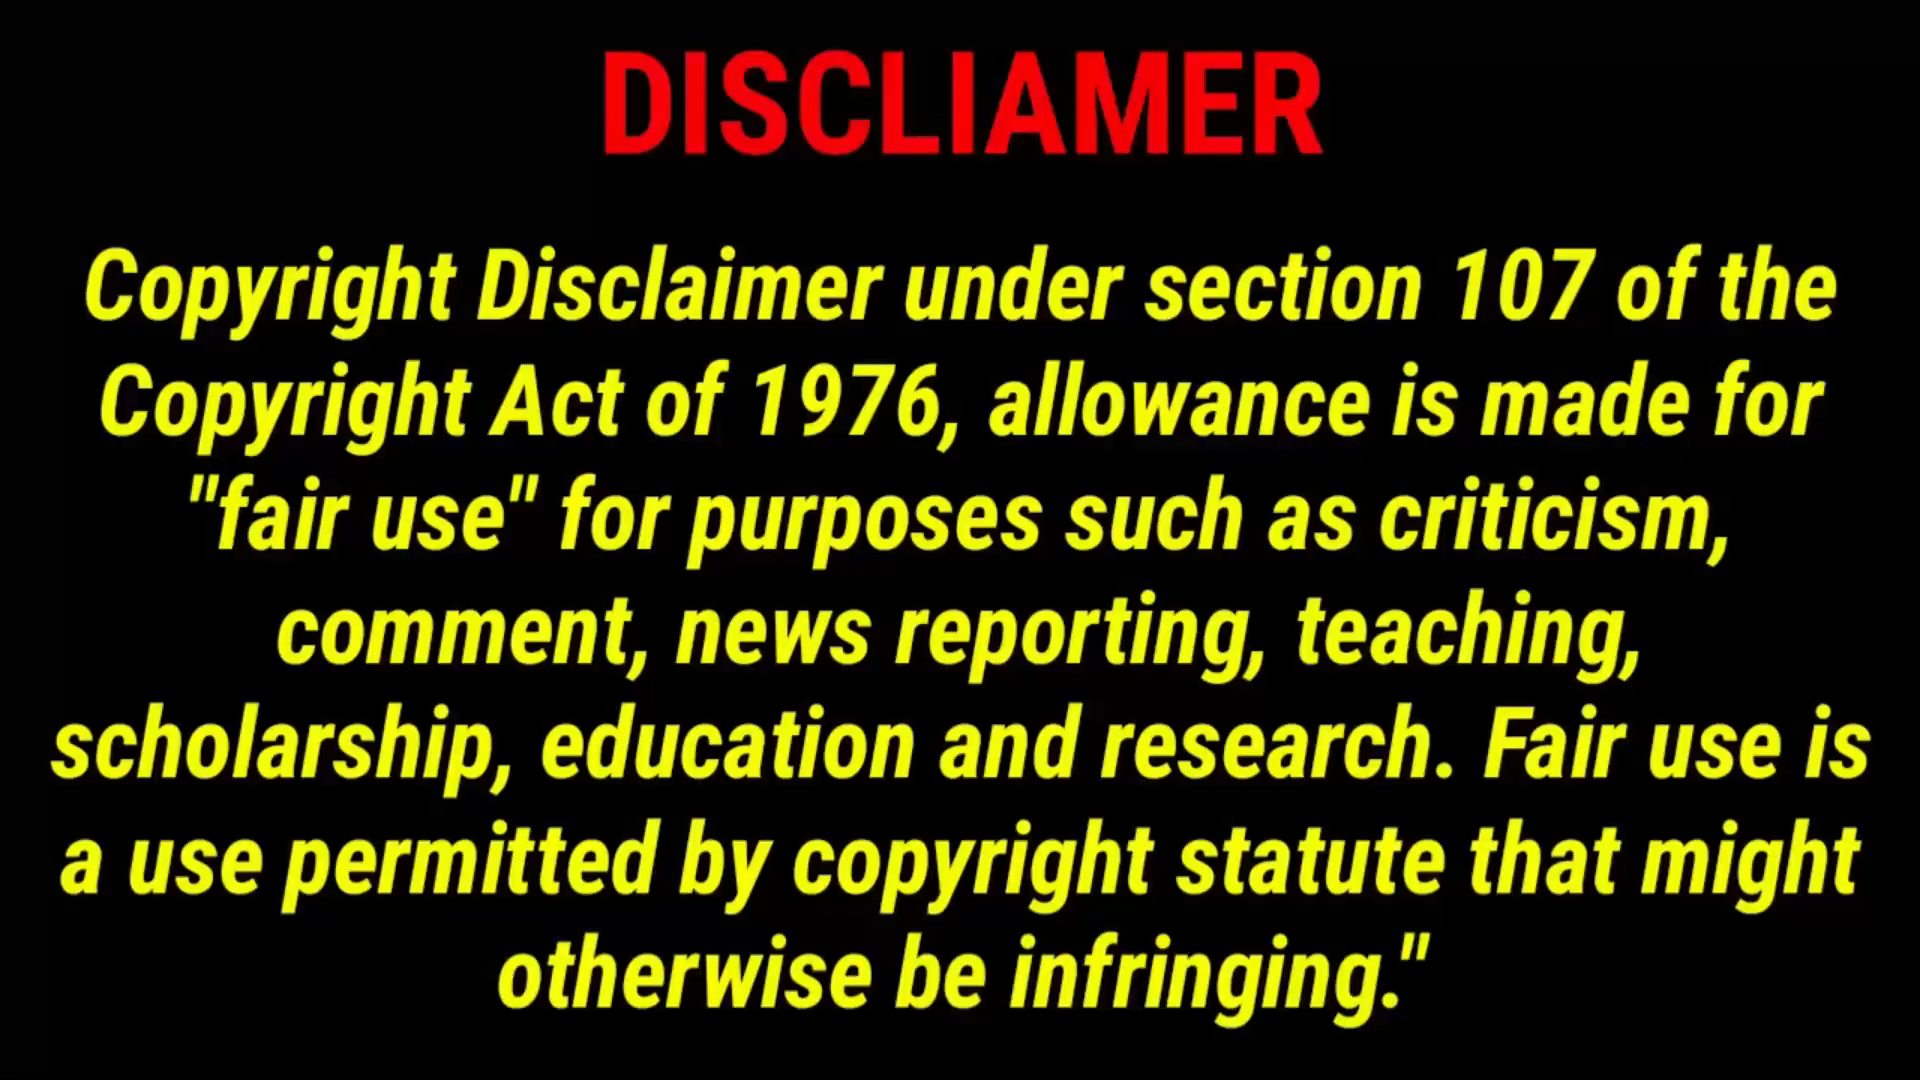 DISCLIAMER
Copyright Disclaimer under section 107 of the
Copyright Act of 1976, allowance is made for
"fair use" for purposes such as criticism,
comment, news reporting, teaching,
scholarship, education and research. Fair use is
a use permitted by copyright statute that might
otherwise be infringing."